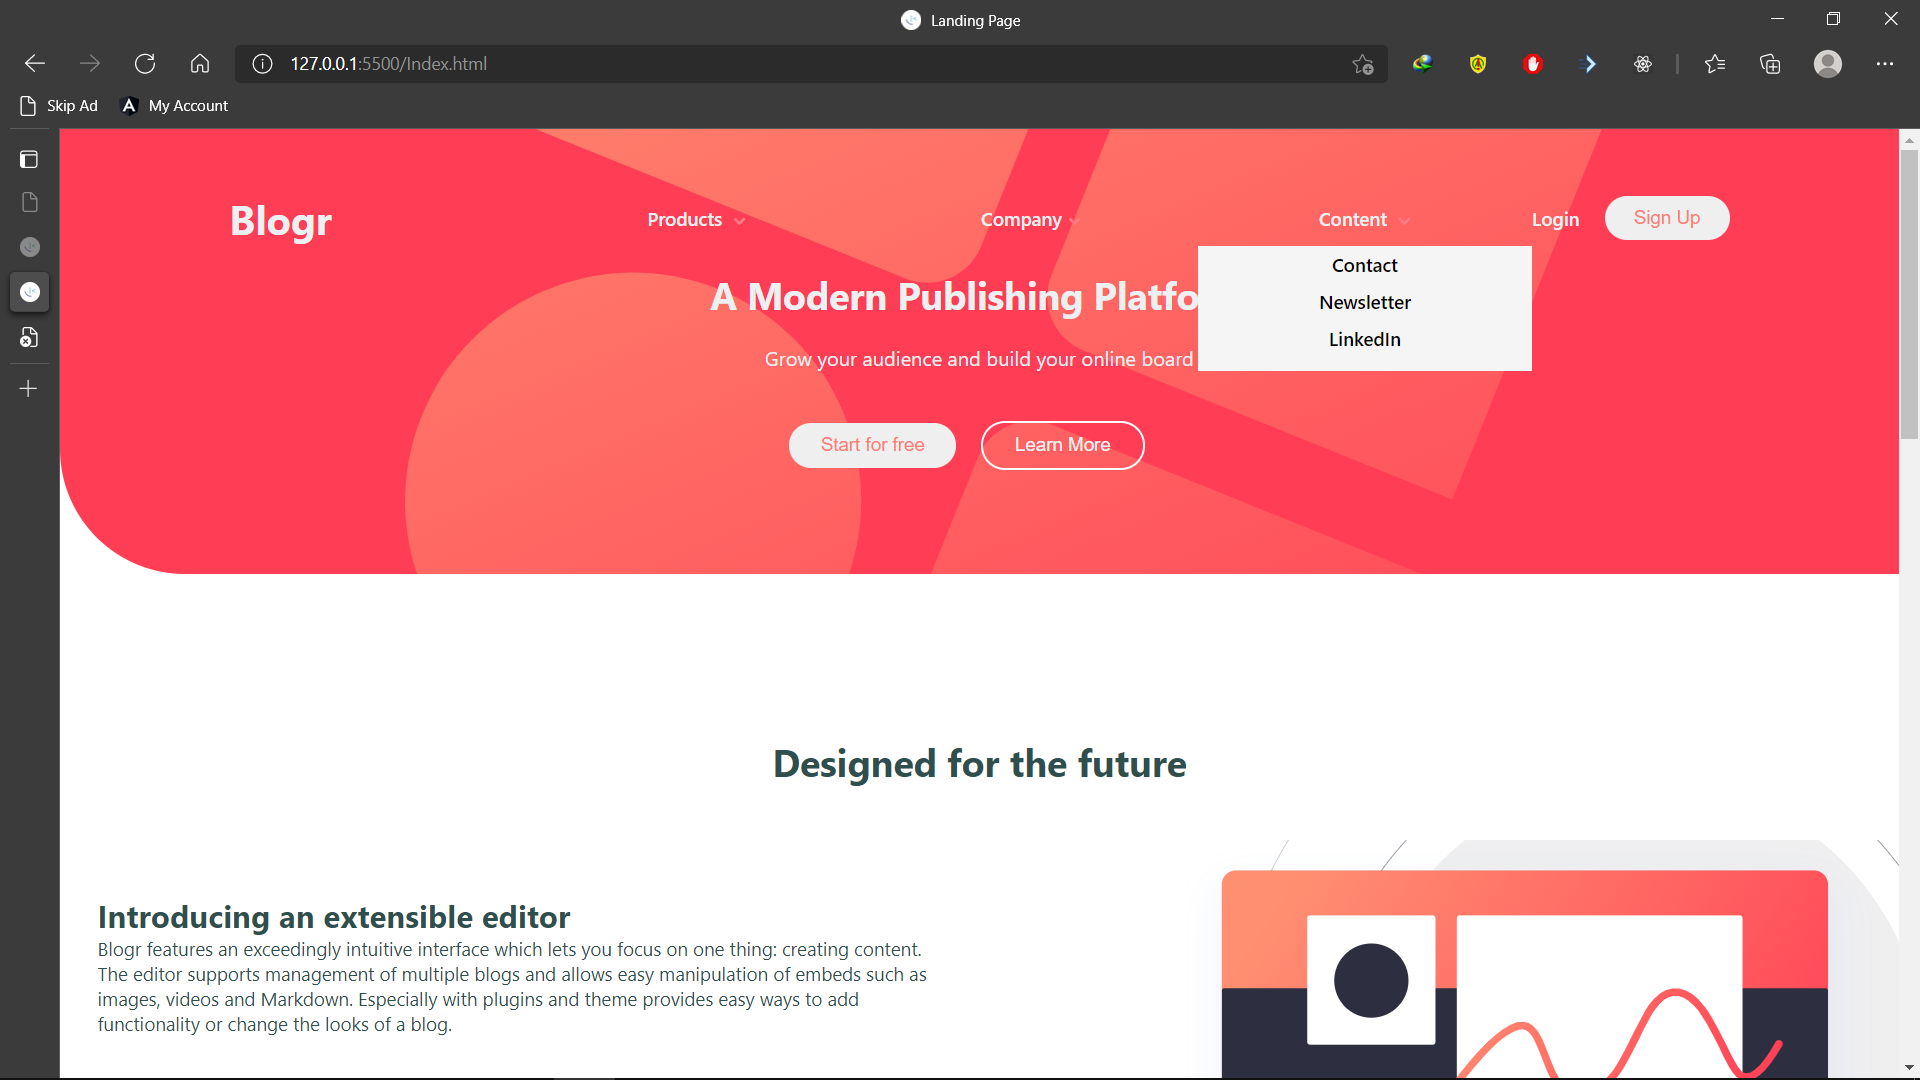 Landing Page
127.0.0.1:5500/Index.html
Skip Ad
My Account
Blogr
Products
Company
Content
Login
Sign Up
Contact
Newsletter
LinkedIn
A Modern Publishing Platfo
Grow your audience and build your online board
Start for free
Learn More
Designed for the future
Introducing an extensible editor
Blogr features an exceedingly intuitive interface which lets you focus on one thing: creating content.
The editor supports management of multiple blogs and allows easy manipulation of embeds such as
images, videos and Markdown. Especially with plugins and theme provides easy ways to add
functionality or change the looks of a blog.